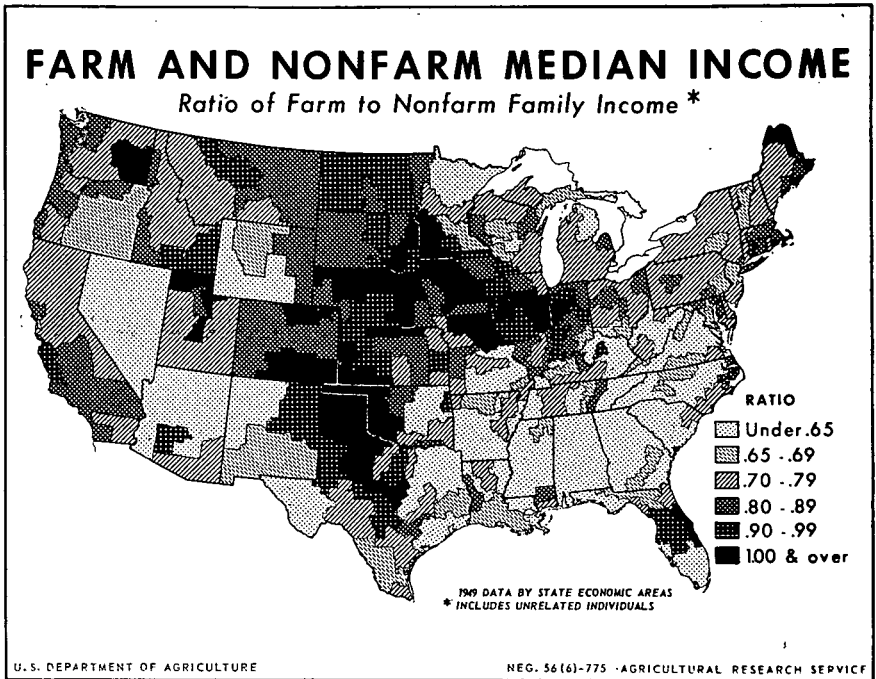 FARM AND NONFARM MEDIAN INCOME
Ratio of Farm to Nonfarm Family Income *
RATIO
Under .65
.65 - .69
.70 - .79
.80 - .89
.90 - .99
1.00 & over
1949 DATA BY STATE ECONOMIC AREAS
* INCLUDES UNRELATED INDIVIDUALS
U.S. DEPARTMENT OF AGRICULTURE
NEG. 56(6)-775 - AGRICULTURAL RESEARCH SERVICE